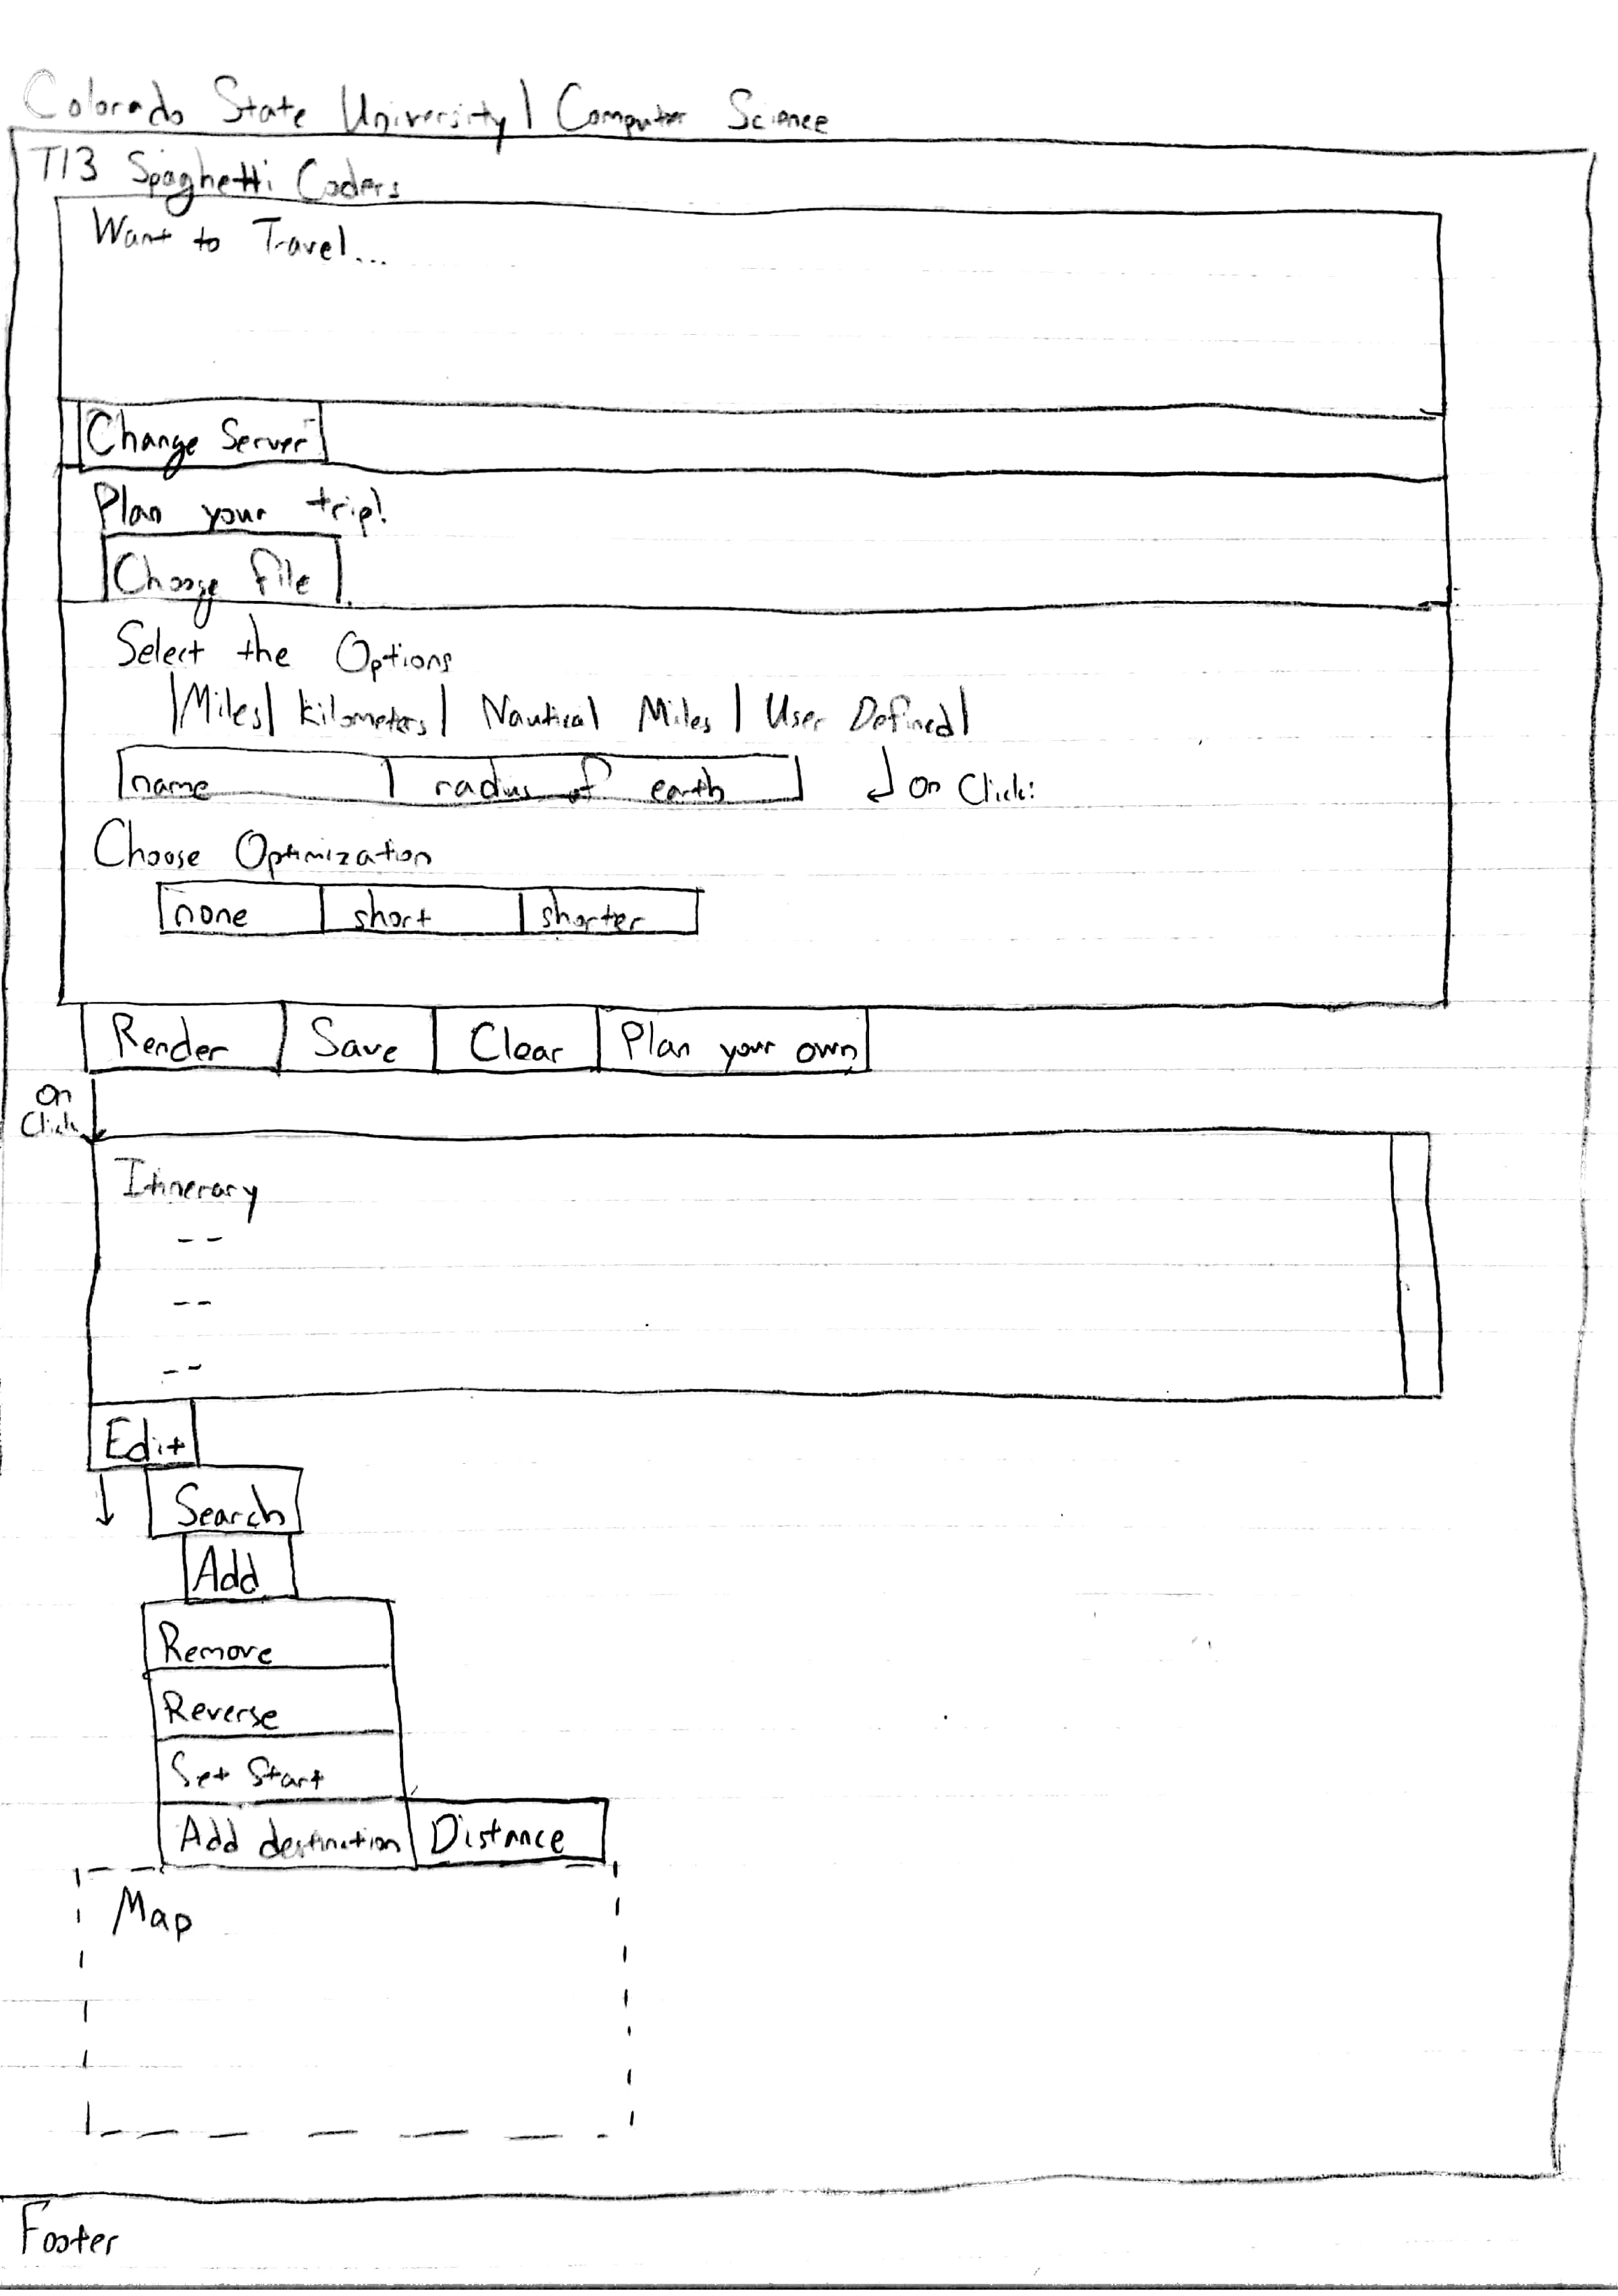 Colorado State University | Computer Science
T13 Spaghetti Coders
Want to Travel...
Change Server
Plan your trip!
Choose File
Select the Options
|Miles| kilometers| Nautical Miles | User Defined|
name radius of earth On Click:
Choose Optimization
none short shorter
Render Save Clear Plan your own
On
Click
Itinerary
--
--
--
Edit
Search
Add
Remove
Reverse
Set Start
Add destination Distance
Map
Footer